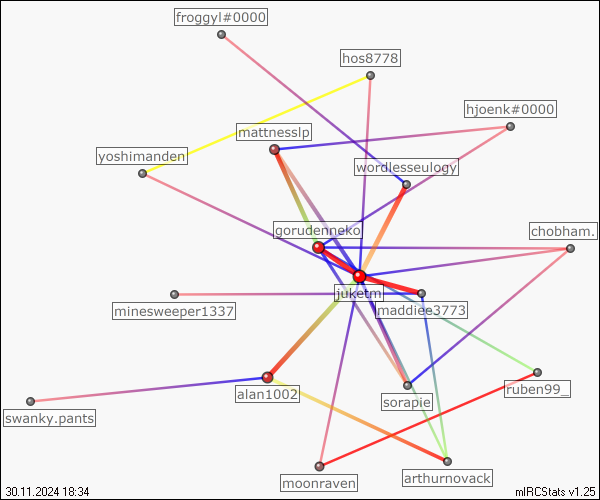 froggyl#0000
hos8778
hjoenk#0000
mattnesslp
yoshimanden
wordlesseulogy
gorudenneko
chobham.
juketm
minesweeper1337
maddiee3773
alan1002
ruben99_
sorapie
swanky.pants
moonraven
arthurnovack
30.11.2024 18:34
mIRCStats v1.25